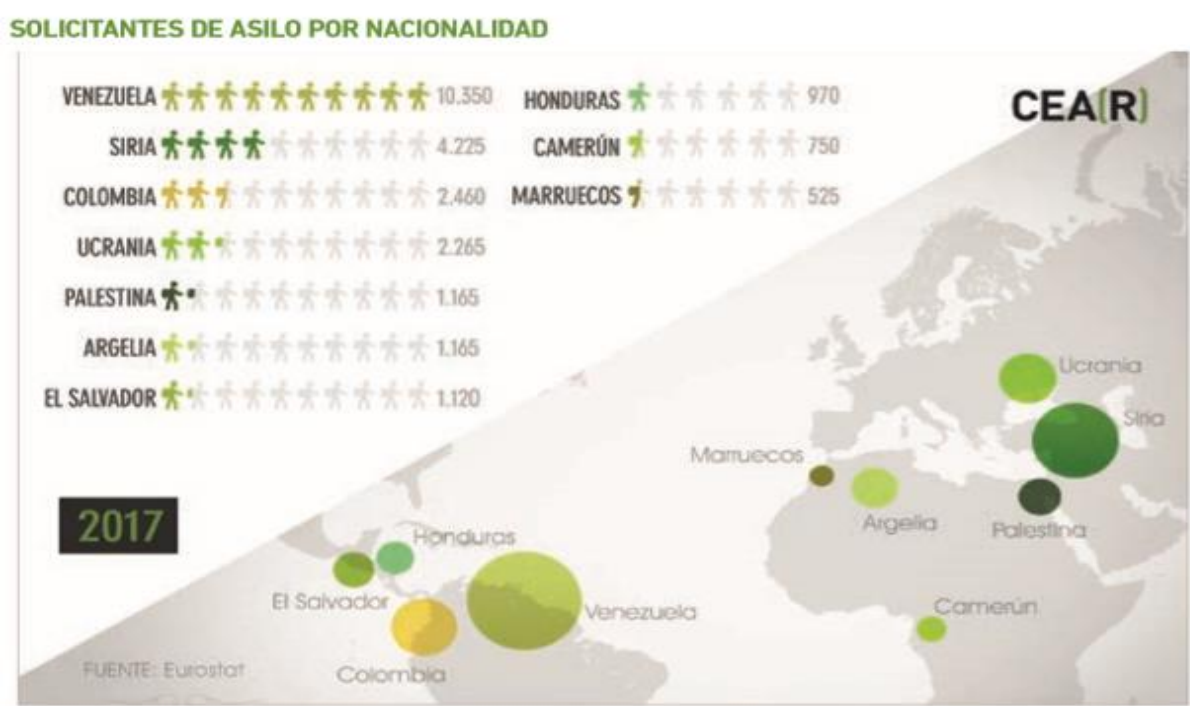 SOLICITANTES DE ASILO POR NACIONALIDAD
VENEZUELA 10.350
SIRIA 4.225
COLOMBIA 2.460
UCRANIA 2.265
PALESTINA 1.165
ARGELIA 1.165
EL SALVADOR 1.120
HONDURAS 970
CAMERÚN 750
MARRUECOS 525
CEA(R)
Ucrania
Siria
Marruecos
Argelia
Palestina
2017
Honduras
El Salvador
Venezuela
Camerún
Colombia
FUENTE: Eurostat